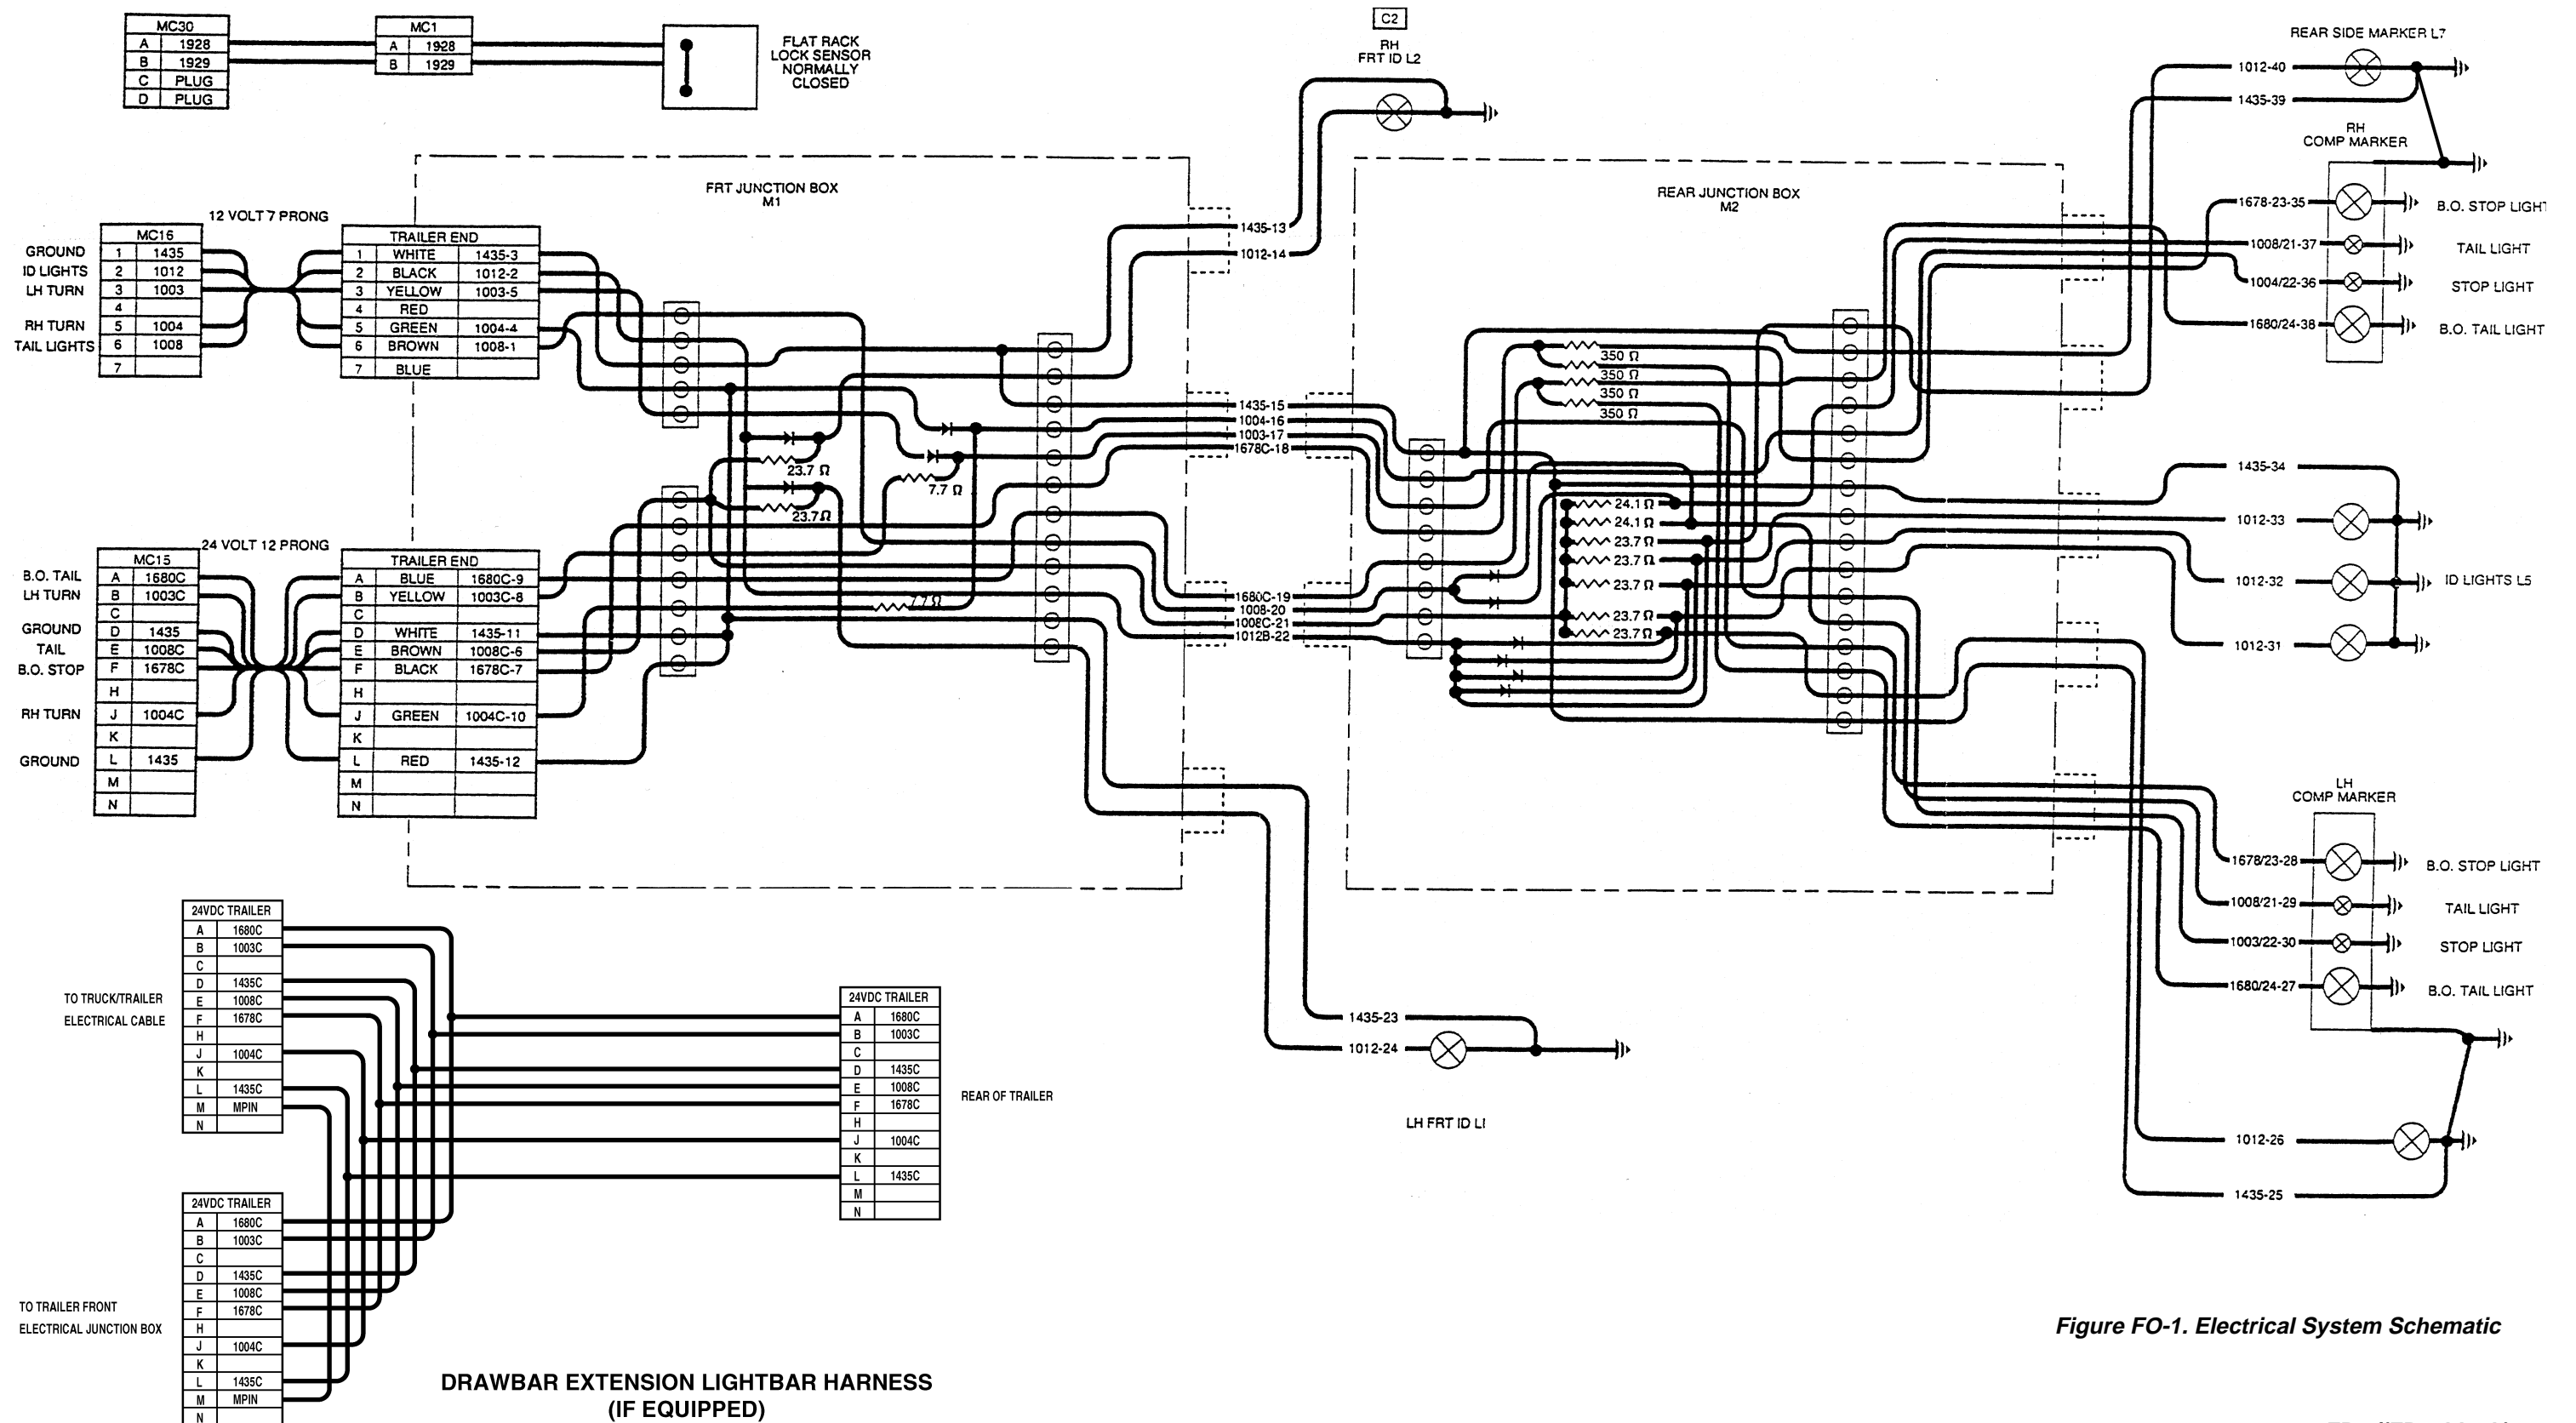 MC30
A 1928
B 1929
C PLUG
D PLUG
MC1
A 1928
B 1929
FLAT RACK
LOCK SENSOR
NORMALLY
CLOSED
C2
RH
FRT ID L2
REAR SIDE MARKER L7
1012-40
1435-39
RH
COMP MARKER
1678-23-35
B.O. STOP LIGHT
1008/21-37
TAIL LIGHT
1004/22-36
STOP LIGHT
1680/24-38
B.O. TAIL LIGHT
FRT JUNCTION BOX
M1
REAR JUNCTION BOX
M2
12 VOLT 7 PRONG
MC16
GROUND 1 1435
ID LIGHTS 2 1012
LH TURN 3 1003
4
RH TURN 5 1004
TAIL LIGHTS 6 1008
7
TRAILER END
1 WHITE 1435-3
2 BLACK 1012-2
3 YELLOW 1003-5
4 RED
5 GREEN 1004-4
6 BROWN 1008-1
7 BLUE
1435-13
1012-14
23.7 Ω
23.7Ω
7.7 Ω
7.7Ω
1435-15
1004-16
1003-17
1678C-18
1680C-19
1008-20
1008C-21
1012B-22
350 Ω
350 Ω
350 Ω
350 Ω
24.1 Ω
24.1 Ω
23.7 Ω
23.7 Ω
23.7 Ω
23.7 Ω
23.7 Ω
1435-34
1012-33
1012-32
ID LIGHTS L5
1012-31
24 VOLT 12 PRONG
MC15
B.O. TAIL A 1680C
LH TURN B 1003C
C
GROUND D 1435
TAIL E 1008C
B.O. STOP F 1678C
H
RH TURN J 1004C
K
GROUND L 1435
M
N
TRAILER END
A BLUE 1680C-9
B YELLOW 1003C-8
C
D WHITE 1435-11
E BROWN 1008C-6
F BLACK 1678C-7
H
J GREEN 1004C-10
K
L RED 1435-12
M
N
LH
COMP MARKER
1678/23-28
B.O. STOP LIGHT
1008/21-29
TAIL LIGHT
1003/22-30
STOP LIGHT
1680/24-27
B.O. TAIL LIGHT
1012-26
1435-25
1435-23
1012-24
LH FRT ID LI
24VDC TRAILER
A 1680C
B 1003C
C
D 1435C
E 1008C
F 1678C
H
J 1004C
K
L 1435C
M MPIN
N
TO TRUCK/TRAILER
ELECTRICAL CABLE
24VDC TRAILER
A 1680C
B 1003C
C
D 1435C
E 1008C
F 1678C
H
J 1004C
K
L 1435C
M
N
REAR OF TRAILER
24VDC TRAILER
A 1680C
B 1003C
C
D 1435C
E 1008C
F 1678C
H
J 1004C
K
L 1435C
M MPIN
N
TO TRAILER FRONT
ELECTRICAL JUNCTION BOX
DRAWBAR EXTENSION LIGHTBAR HARNESS
(IF EQUIPPED)
Figure FO-1. Electrical System Schematic